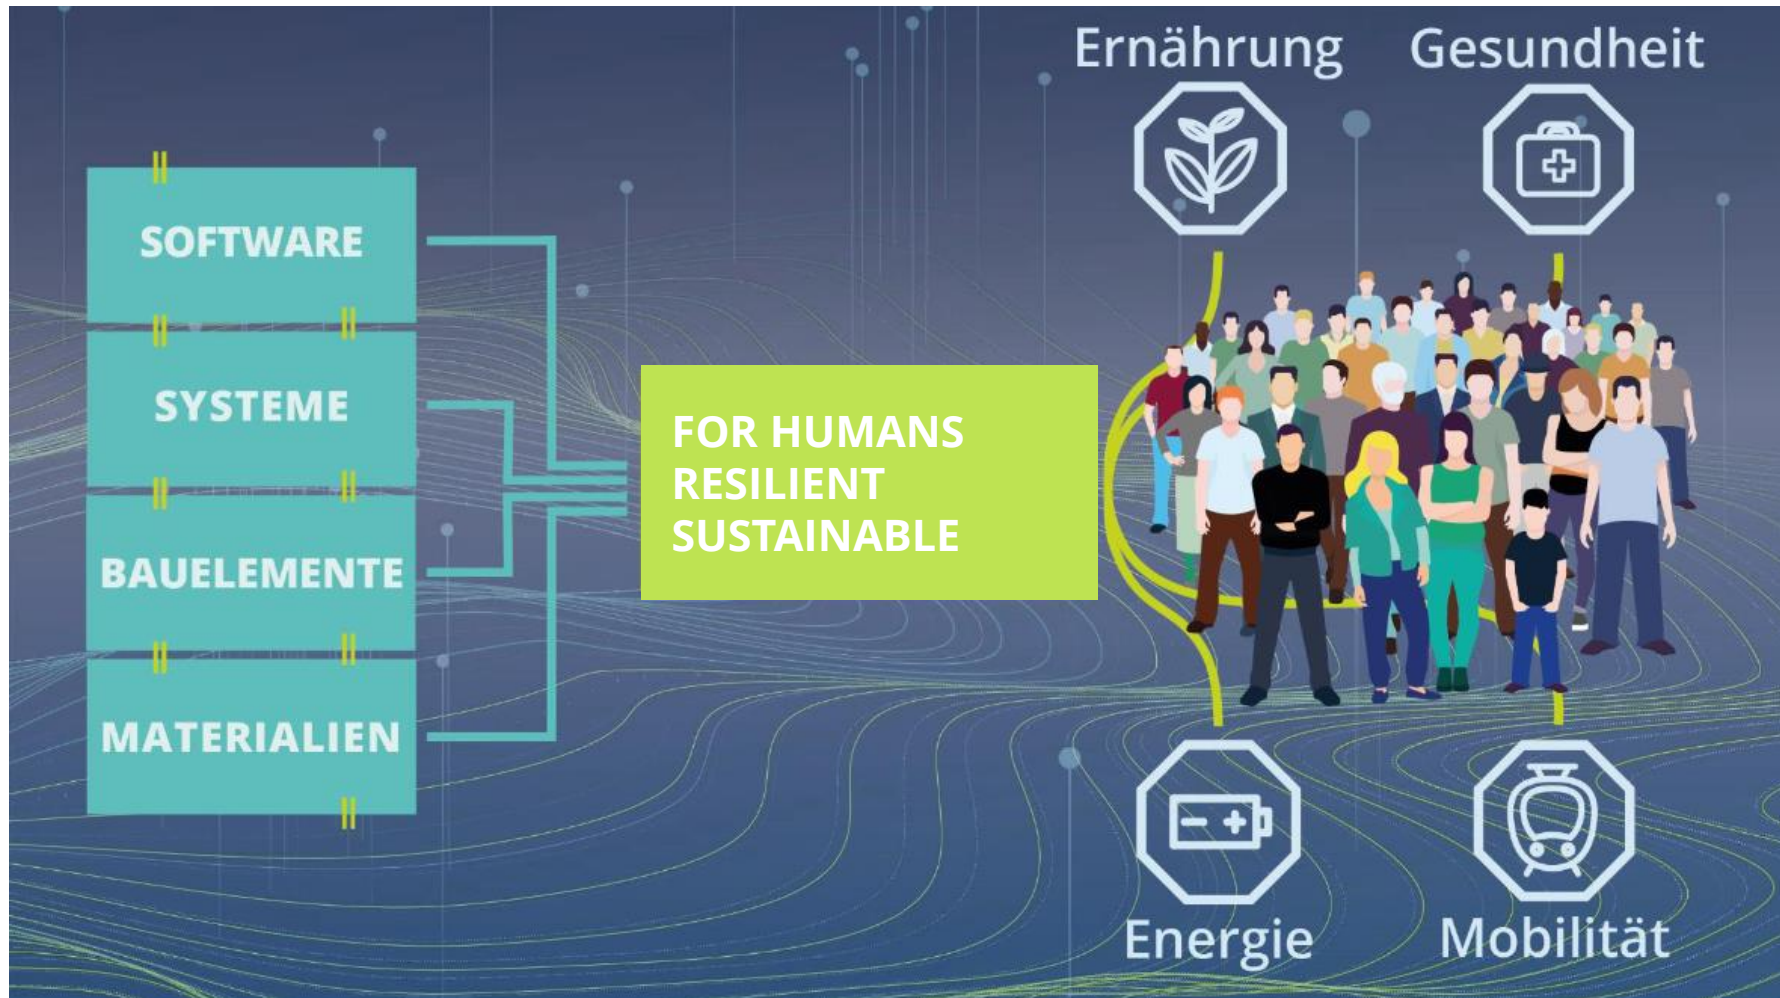 SOFTWARE
SYSTEME
BAUELEMENTE
MATERIALIEN
FOR HUMANS
RESILIENT
SUSTAINABLE
Ernährung
Gesundheit
Energie
Mobilität